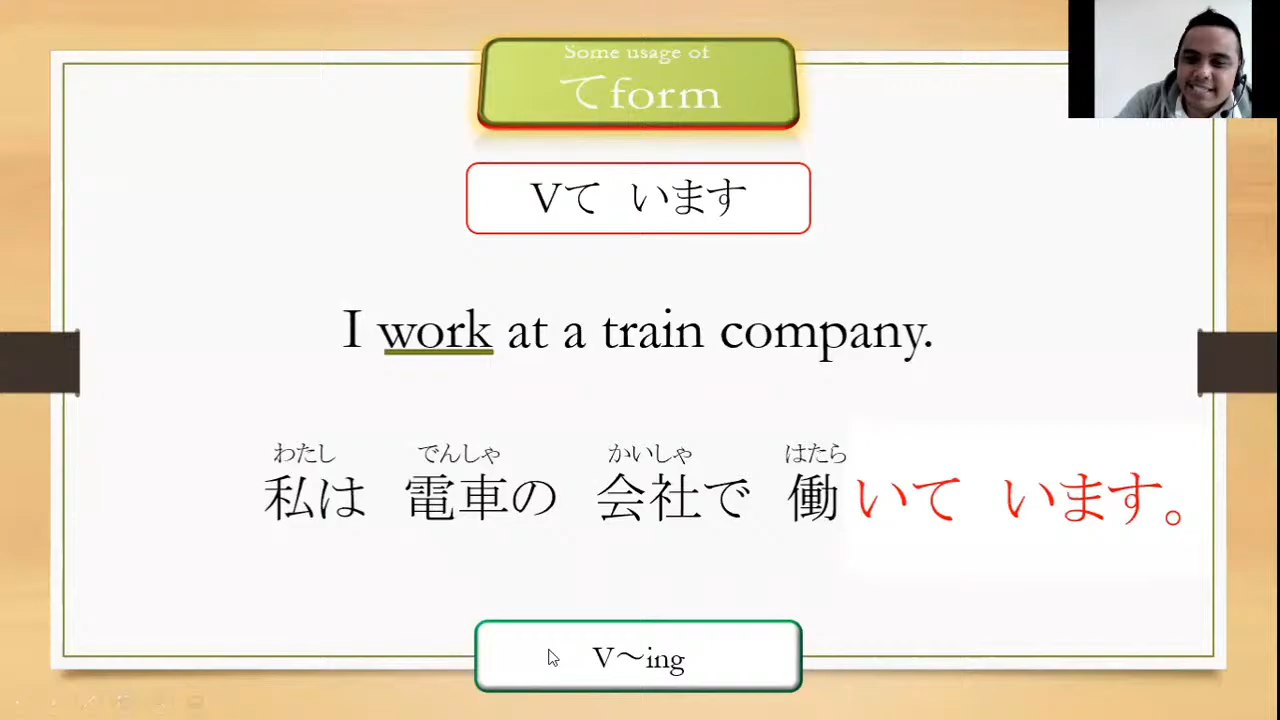 Some usage of
てform
Vて います
I work at a train company.
わたし でんしゃ かいしゃ はたら
私は 電車の 会社で 働いて います。
V～ing